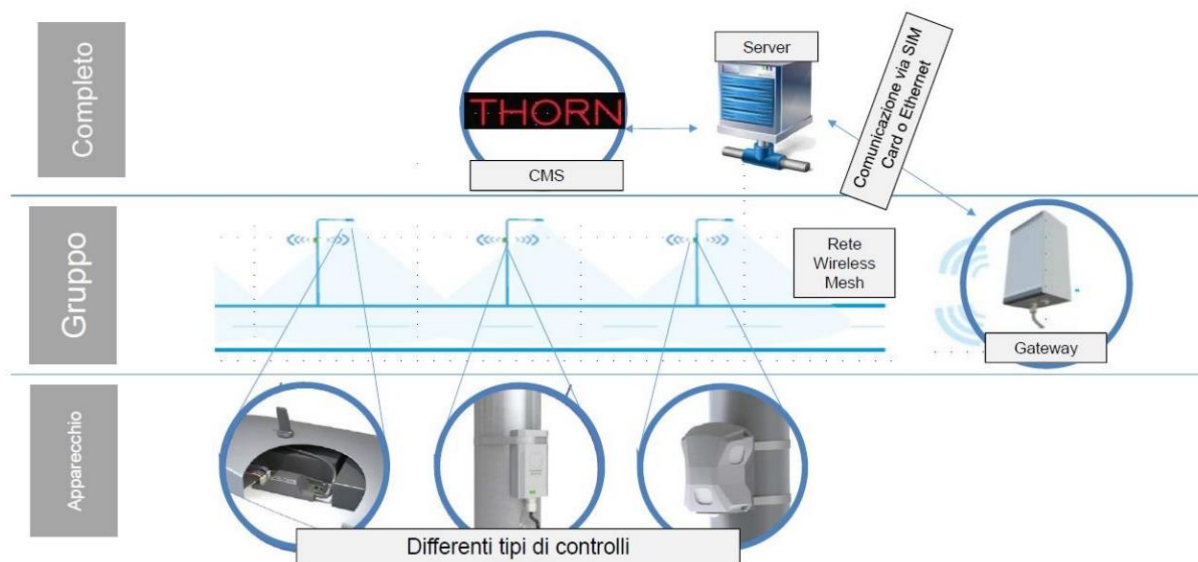 Completo
THORN
CMS
Server
Comunicazione via SIM
Card o Ethernet
Gruppo
Rete
Wireless
Mesh
Gateway
Apparecchio
Differenti tipi di controlli